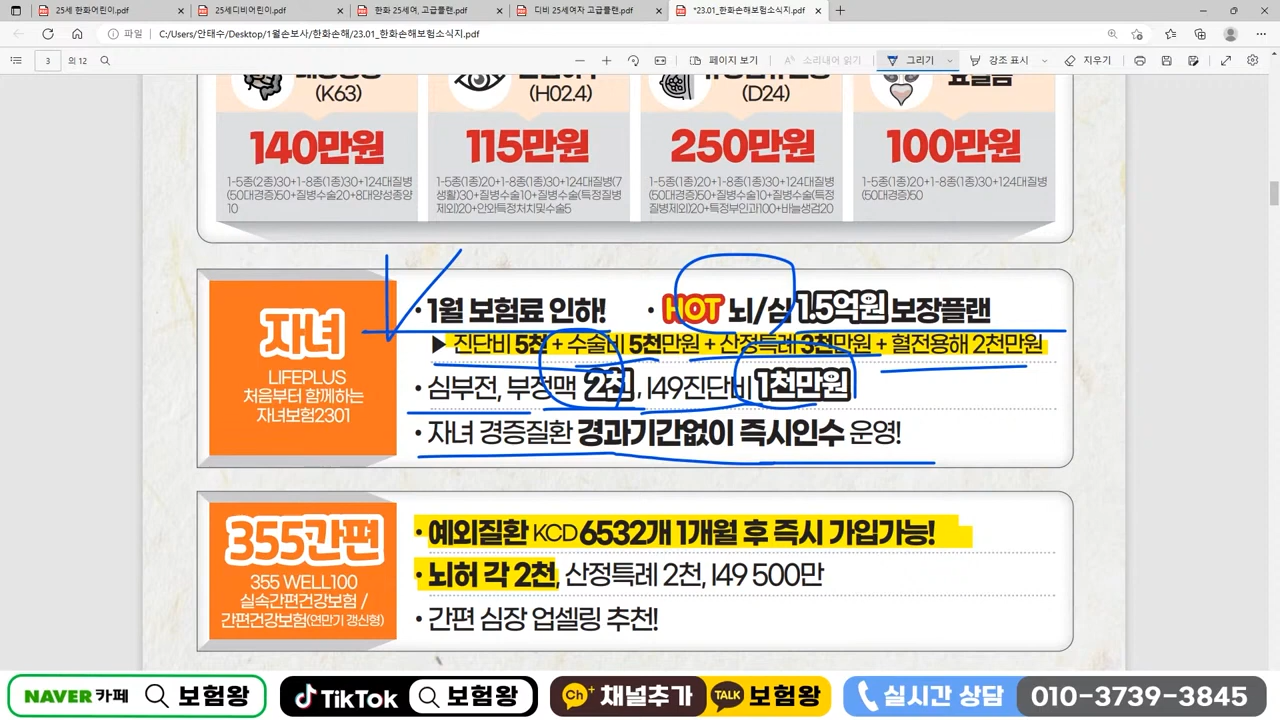 25세 한화어린이.pdf
25세디비어린이.pdf
한화 25세여, 고급플랜.pdf
디비 25세여자 고급플랜.pdf
*23.01_한화손해보험소식지.pdf
파일 C:/Users/안태수/Desktop/1월손보사/한화손해/23.01_한화손해보험소식지.pdf
3 의 12
페이지 보기
소리내어 읽기
그리기
강조 표시
지우기
(K63)
(H02.4)
(D24)
140만원
115만원
250만원
100만원
1-5종(2종)30+1-8종(1종)30+124대질병
(50대경증)60+질병수술20+8대양성종양
10
1-5종(1종)20+1-8종(1종)30+124대질병(7
생활)30+질병수술10+질병수술(특정질병
제외)20+안와특정처치및수술5
1-5종(1종)20+1-8종(1종)30+124대질병
(50대경증)50+질병수술10+질병수술(특정
질병제외)20+특정부인과100+바늘생검20
1-5종(1종)20+1-8종(1종)30+124대질병
(50대경증)50
자녀
LIFEPLUS
처음부터 함께하는
자녀보험2301
· 1월 보험료 인하! · HOT 뇌/심 1.5억원 보장플랜
▶ 진단비 5천 + 수술비 5천만원 + 산정특례 3천만원 + 혈전용해 2천만원
· 심부전, 부정맥 2천, I49진단비 1천만원
· 자녀 경증질환 경과기간없이 즉시인수 운영!
355간편
355 WELL100
실속간편건강보험 /
간편건강보험(연만기 갱신형)
· 예외질환 KCD 6532개 1개월 후 즉시 가입가능!
· 뇌허 각 2천, 산정특례 2천, I49 500만
· 간편 심장 업셀링 추천!
NAVER 카페 보험왕
TikTok 보험왕
Ch+ 채널추가 TALK 보험왕
실시간 상담 010-3739-3845